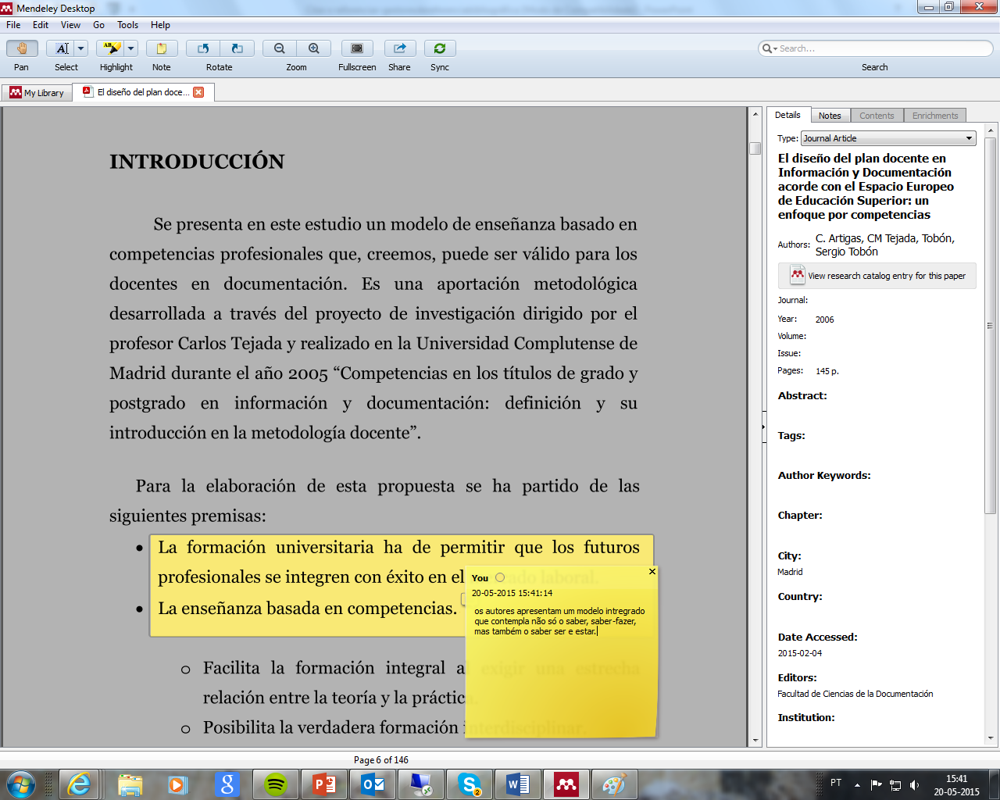 Mendeley Desktop
File Edit View Go Tools Help
Pan Select Highlight Note Rotate Zoom Fullscreen Share Sync
Search...
Search
My Library
El diseño del plan doce...
INTRODUCCIÓN
Se presenta en este estudio un modelo de enseñanza basado en
competencias profesionales que, creemos, puede ser válido para los
docentes en documentación. Es una aportación metodológica
desarrollada a través del proyecto de investigación dirigido por el
profesor Carlos Tejada y realizado en la Universidad Complutense de
Madrid durante el año 2005 “Competencias en los títulos de grado y
postgrado en información y documentación: definición y su
introducción en la metodología docente”.
Para la elaboración de esta propuesta se ha partido de las
siguientes premisas:
• La formación universitaria ha de permitir que los futuros
profesionales se integren con éxito en el laboral.
• La enseñanza basada en competencias.
o Facilita la formación integral al exigir una estrecha
relación entre la teoría y la práctica.
o Posibilita la verdadera formación interdisciplinar.
You
20-05-2015 15:41:14
os autores apresentam um modelo intregrado
que contempla não só o saber, saber-fazer,
mas também o saber ser e estar.
Details Notes Contents Enrichments
Type: Journal Article
El diseño del plan docente en
Información y Documentación
acorde con el Espacio Europeo
de Educación Superior: un
enfoque por competencias
Authors: C. Artigas, CM Tejada, Tobón,
Sergio Tobón
View research catalog entry for this paper
Journal:
Year: 2006
Volume:
Issue:
Pages: 145 p.
Abstract:
Tags:
Author Keywords:
Chapter:
City:
Madrid
Country:
Date Accessed:
2015-02-04
Editors:
Facultad de Ciencias de la Documentación
Institution:
Page 6 of 146
PT
15:41
20-05-2015